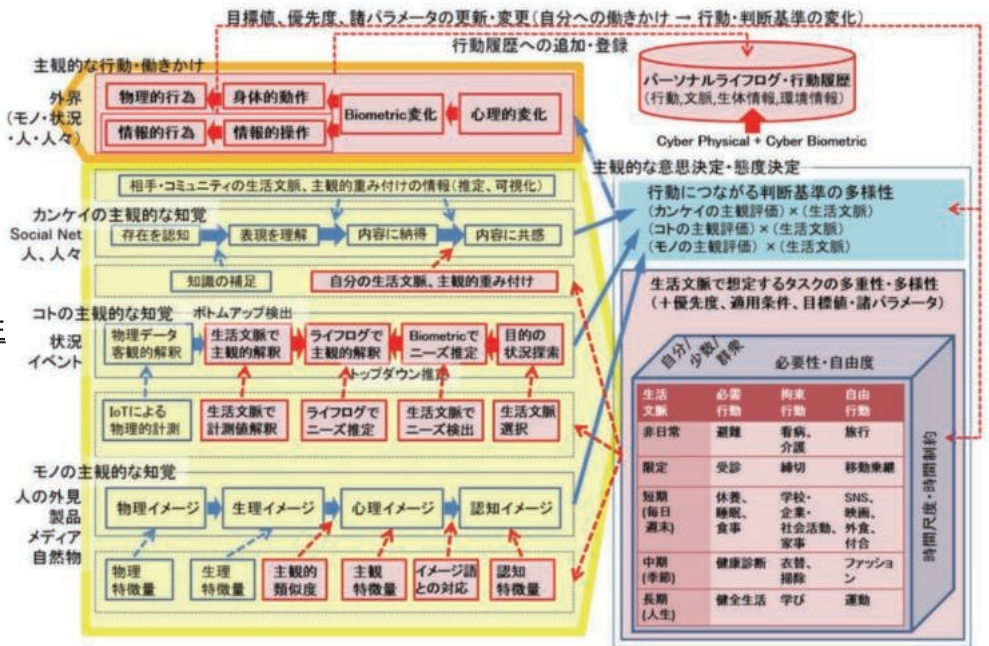 目標値、優先度、諸パラメータの更新・変更(自分への働きかけ → 行動・判断基準の変化)
行動履歴への追加・登録
主観的な行動・働きかけ
外界
(モノ・状況
・人・人々)
物理的行為
身体的動作
情報的行為
情報的操作
Biometric変化
心理的変化
パーソナルライフログ・行動履歴
(行動,文脈,生体情報,環境情報)
Cyber Physical + Cyber Biometric
主観的な意思決定・態度決定
行動につながる判断基準の多様性
(カンケイの主観評価)×(生活文脈)
(コトの主観評価)×(生活文脈)
(モノの主観評価)×(生活文脈)
相手・コミュニティの生活文脈、主観的重み付けの情報(推定、可視化)
カンケイの主観的な知覚
Social Net
人、人々
存在を認知
表現を理解
内容に納得
内容に共感
知識の補足
自分の生活文脈、主観的重み付け
コトの主観的な知覚
ボトムアップ検出
状況
イベント
物理データ
客観的解釈
生活文脈で
主観的解釈
ライフログで
主観的解釈
Biometricで
ニーズ推定
目的の
状況探索
トップダウン推定
IoTによる
物理的計測
生活文脈で
計測値解釈
ライフログで
ニーズ推定
生活文脈で
ニーズ検出
生活文脈
選択
モノの主観的な知覚
人の外見
製品
メディア
自然物
物理イメージ
生理イメージ
心理イメージ
認知イメージ
物理
特徴量
生理
特徴量
主観的
類似度
主観
特徴量
イメージ語
との対応
認知
特徴量
生活文脈で想定するタスクの多重性・多様性
(+優先度、適用条件、目標値・諸パラメータ)
自分/
少数/
群衆
必要性・自由度
時間尺度・時間制約
生活
文脈
必需
行動
拘束
行動
自由
行動
非日常
避難
看病、
介護
旅行
限定
受診
締切
移動乗継
短期
(毎日
週末)
休養、
睡眠、
食事
学校・
企業・
社会活動、
家事
SNS、
映画、
外食、
付合
中期
(季節)
健康診断
衣替、
掃除
ファッショ
ン
長期
(人生)
健全生活
学び
運動